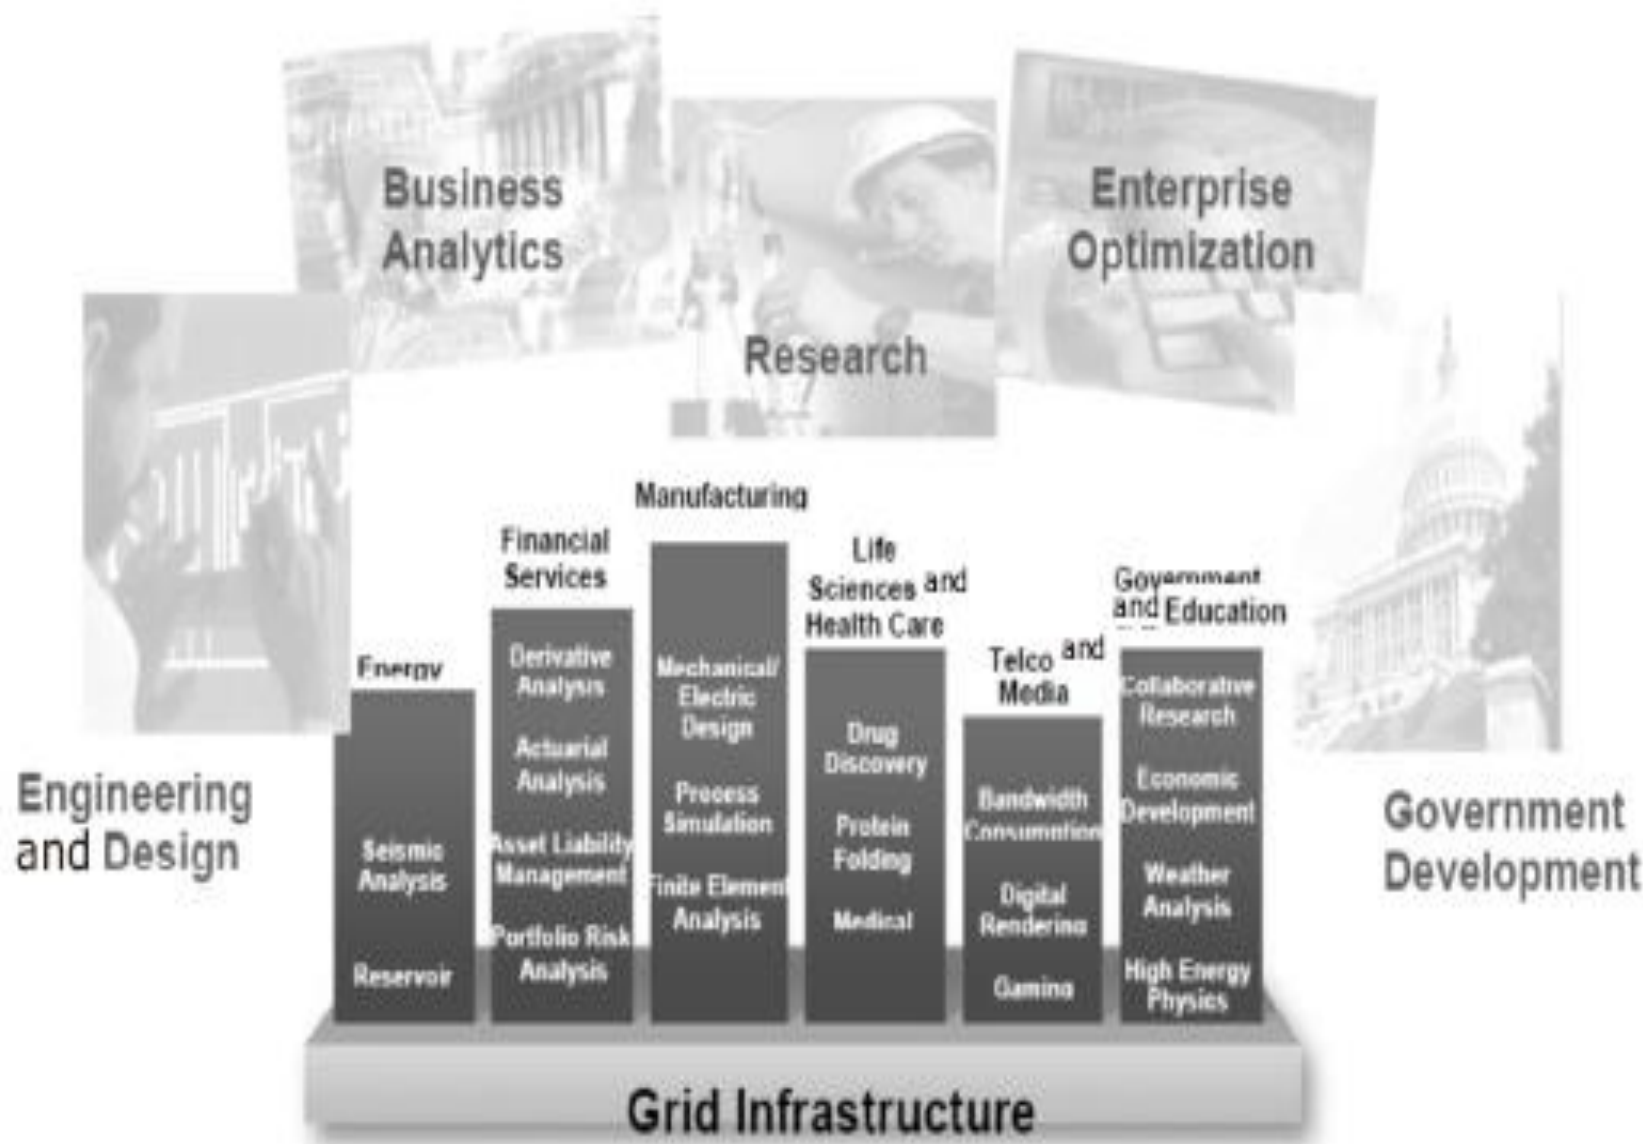 Business
Analytics
Enterprise
Optimization
Research
Engineering
and Design
Government
Development
Energy
Seismic
Analysis
Reservoir
Financial
Services
Derivative
Analysis
Actuarial
Analysis
Asset Liability
Management
Portfolio Risk
Analysis
Manufacturing
Mechanical/
Electric
Design
Process
Simulation
Finite Element
Analysis
Life
Sciences and
Health Care
Drug
Discovery
Protein
Folding
Medical
Telco and
Media
Bandwidth
Consumption
Digital
Rendering
Gaming
Government
and Education
Collaborative
Research
Economic
Development
Weather
Analysis
High Energy
Physics
Grid Infrastructure